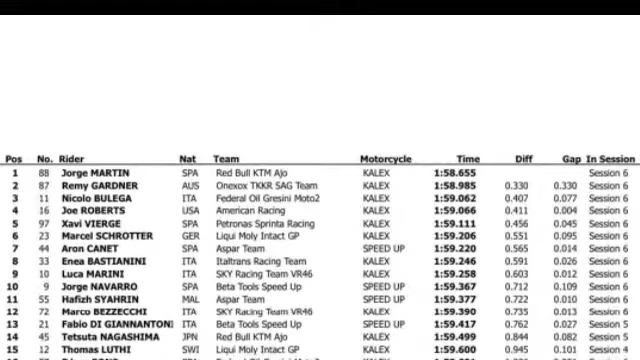 Pos No. Rider Nat Team Motorcycle Time Diff Gap In Session
1 88 Jorge MARTIN SPA Red Bull KTM Ajo KALEX 1:58.655 Session 6
2 87 Remy GARDNER AUS Onexox TKKR SAG Team KALEX 1:58.985 0.330 0.330 Session 6
3 11 Nicolo BULEGA ITA Federal Oil Gresini Moto2 KALEX 1:59.062 0.407 0.077 Session 6
4 16 Joe ROBERTS USA American Racing KALEX 1:59.066 0.411 0.004 Session 6
5 97 Xavi VIERGE SPA Petronas Sprinta Racing KALEX 1:59.111 0.456 0.045 Session 6
6 23 Marcel SCHROTTER GER Liqui Moly Intact GP KALEX 1:59.206 0.551 0.095 Session 6
7 44 Aron CANET SPA Aspar Team SPEED UP 1:59.220 0.565 0.014 Session 6
8 33 Enea BASTIANINI ITA Italtrans Racing Team KALEX 1:59.246 0.591 0.026 Session 6
9 10 Luca MARINI ITA SKY Racing Team VR46 KALEX 1:59.258 0.603 0.012 Session 6
10 9 Jorge NAVARRO SPA Beta Tools Speed Up SPEED UP 1:59.367 0.712 0.109 Session 6
11 55 Hafizh SYAHRIN MAL Aspar Team SPEED UP 1:59.377 0.722 0.010 Session 6
12 72 Marco BEZZECCHI ITA SKY Racing Team VR46 KALEX 1:59.390 0.735 0.013 Session 6
13 21 Fabio DI GIANNANTONI ITA Beta Tools Speed Up SPEED UP 1:59.417 0.762 0.027 Session 5
14 45 Tetsuta NAGASHIMA JPN Red Bull KTM Ajo KALEX 1:59.499 0.844 0.082 Session 5
15 12 Thomas LUTHI SWI Liqui Moly Intact GP KALEX 1:59.600 0.945 0.101 Session 4